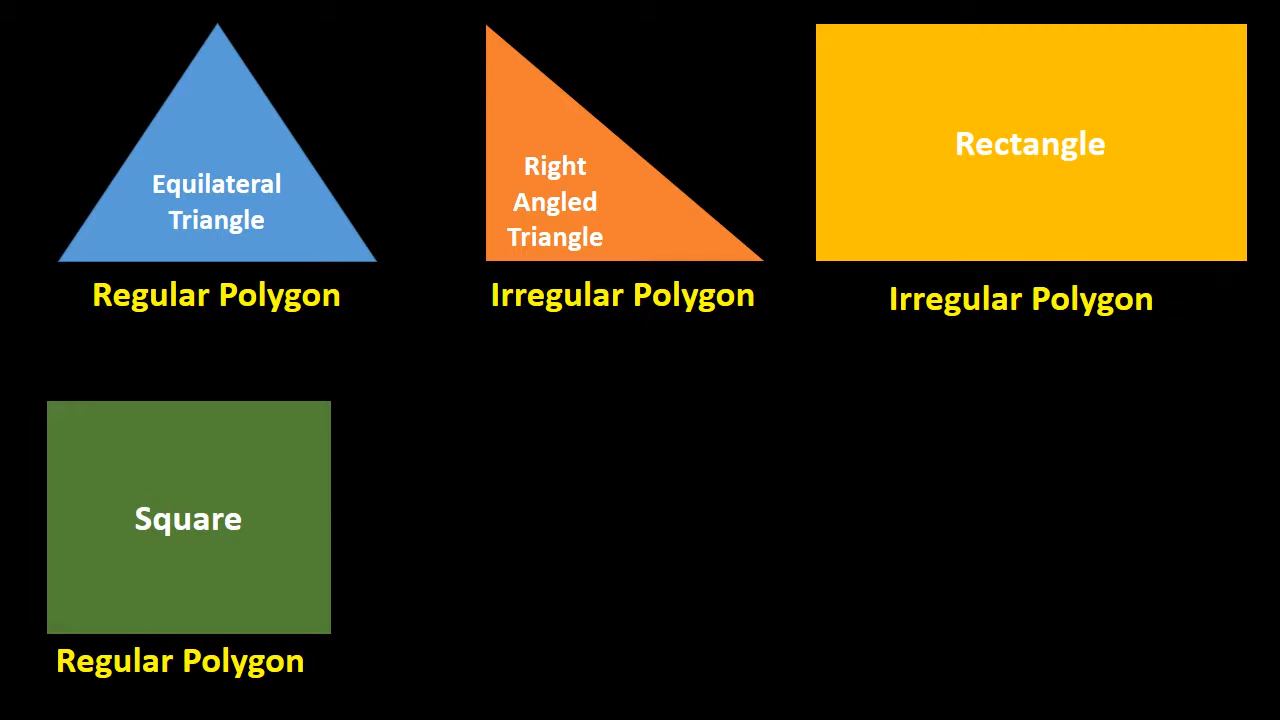 Equilateral
Triangle
Regular Polygon
Right
Angled
Triangle
Irregular Polygon
Rectangle
Irregular Polygon
Square
Regular Polygon